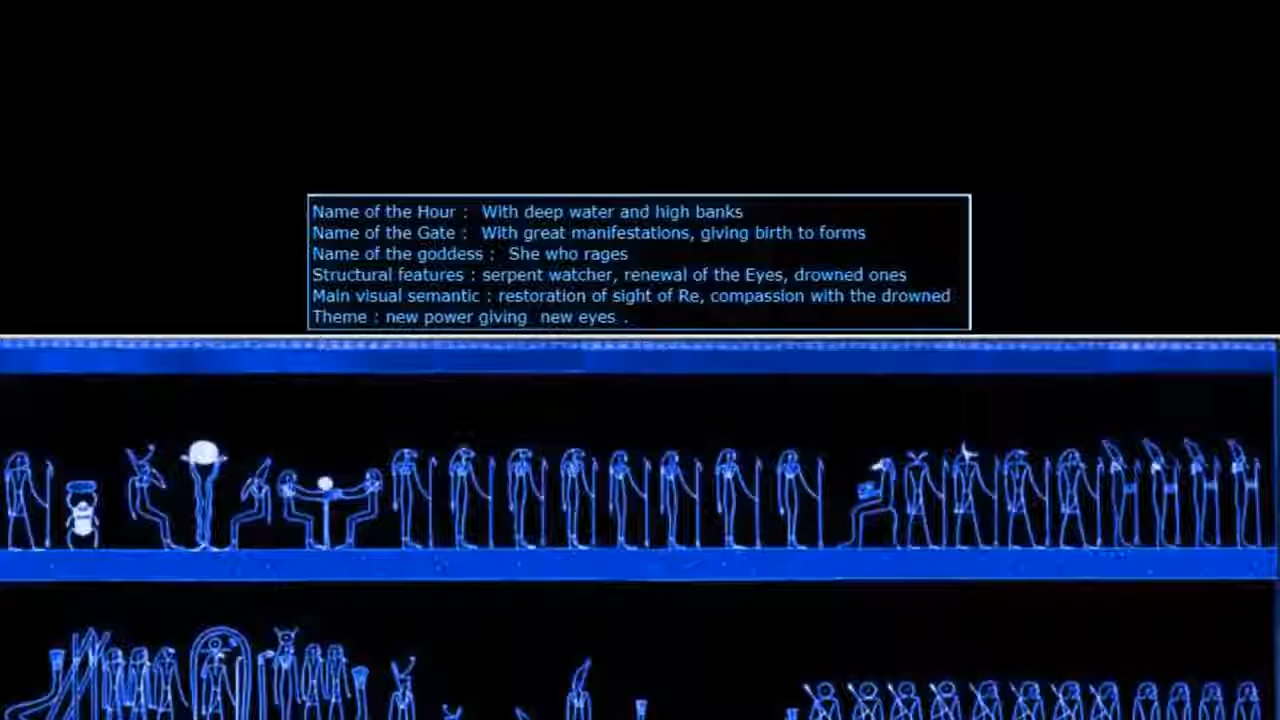 Name of the Hour :  With deep water and high banks
Name of the Gate :  With great manifestations, giving birth to forms
Name of the goddess :  She who rages
Structural features : serpent watcher, renewal of the Eyes, drowned ones
Main visual semantic : restoration of sight of Re, compassion with the drowned
Theme : new power giving  new eyes .